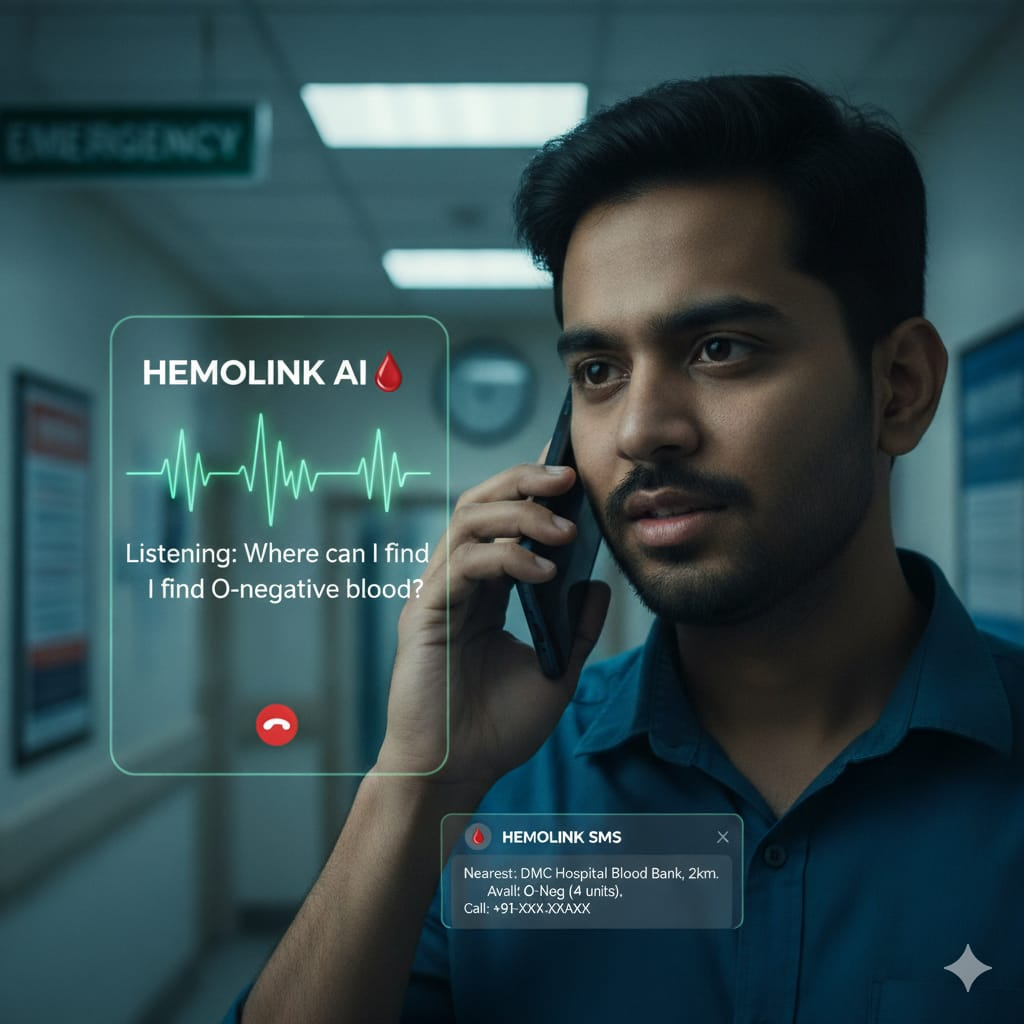 EMERGENCY
HEMOLINK AI
Listening: Where can I find
I find O-negative blood?
HEMOLINK SMS
Nearest: DMC Hospital Blood Bank, 2km.
Avail: O-Neg (4 units).
Call: +91-XXX-XXAXX